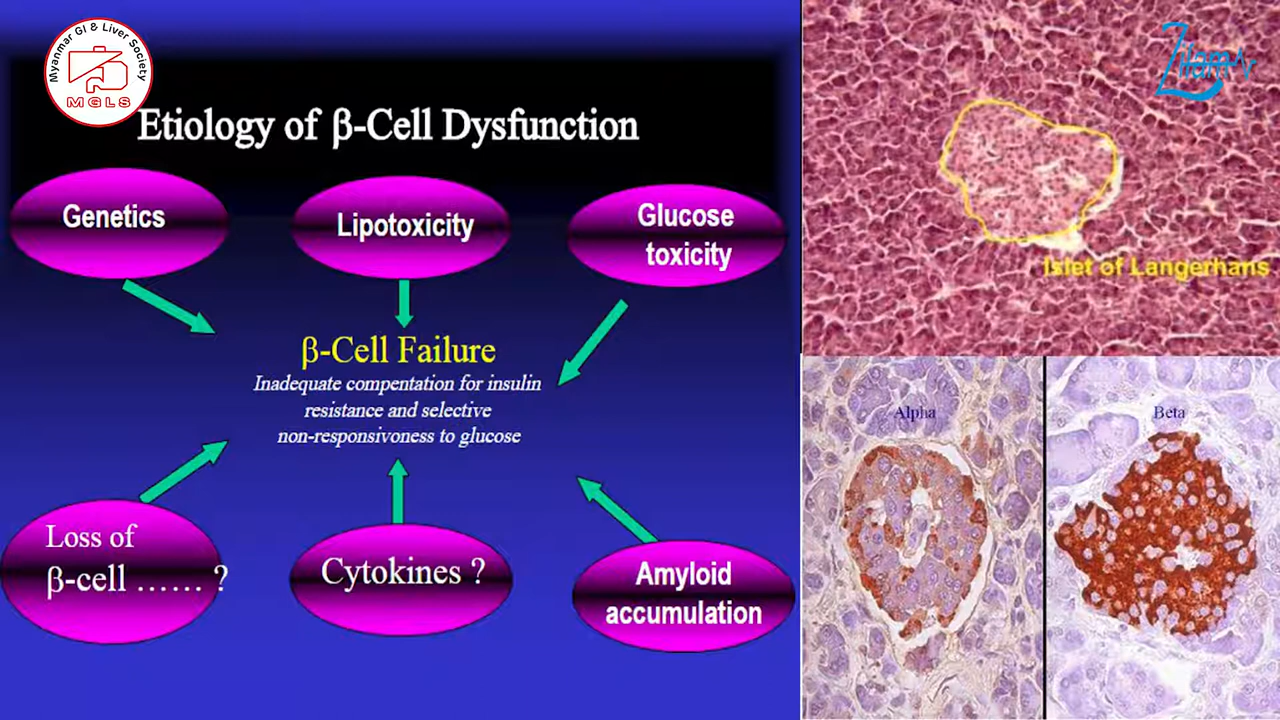 Myanmar GI & Liver Society
MGLS
Etiology of β-Cell Dysfunction
Genetics
Lipotoxicity
Glucose
toxicity
β-Cell Failure
Inadequate compentation for insulin
resistance and selective
non-responsivoness to glucose
Loss of
β-cell ...... ?
Cytokines ?
Amyloid
accumulation
Zifam
Islet of Langerhans
Alpha
Beta